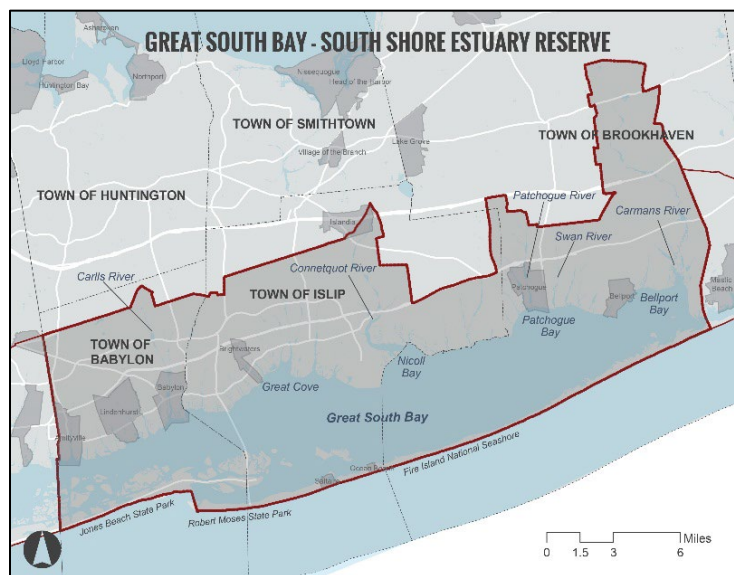 GREAT SOUTH BAY - SOUTH SHORE ESTUARY RESERVE
Asharoken
Lloyd Harbor
Huntington Bay
Northport
Nissequogue
Head of the Harbor
TOWN OF SMITHTOWN
Village of the Branch
Lake Grove
TOWN OF BROOKHAVEN
TOWN OF HUNTINGTON
Patchogue River
Islandia
Carmans River
Swan River
Carlls River
Connetquot River
TOWN OF ISLIP
Patchogue
Mastic
Beach
Bellport
Bellport
Bay
Patchogue
Bay
TOWN OF
BABYLON
Brightwaters
Nicoll
Bay
Babylon
Great Cove
Lindenhurst
Great South Bay
Amityville
Saltaire
Ocean Beach
Fire Island National Seashore
Jones Beach State Park
Robert Moses State Park
Miles
0 1.5 3 6